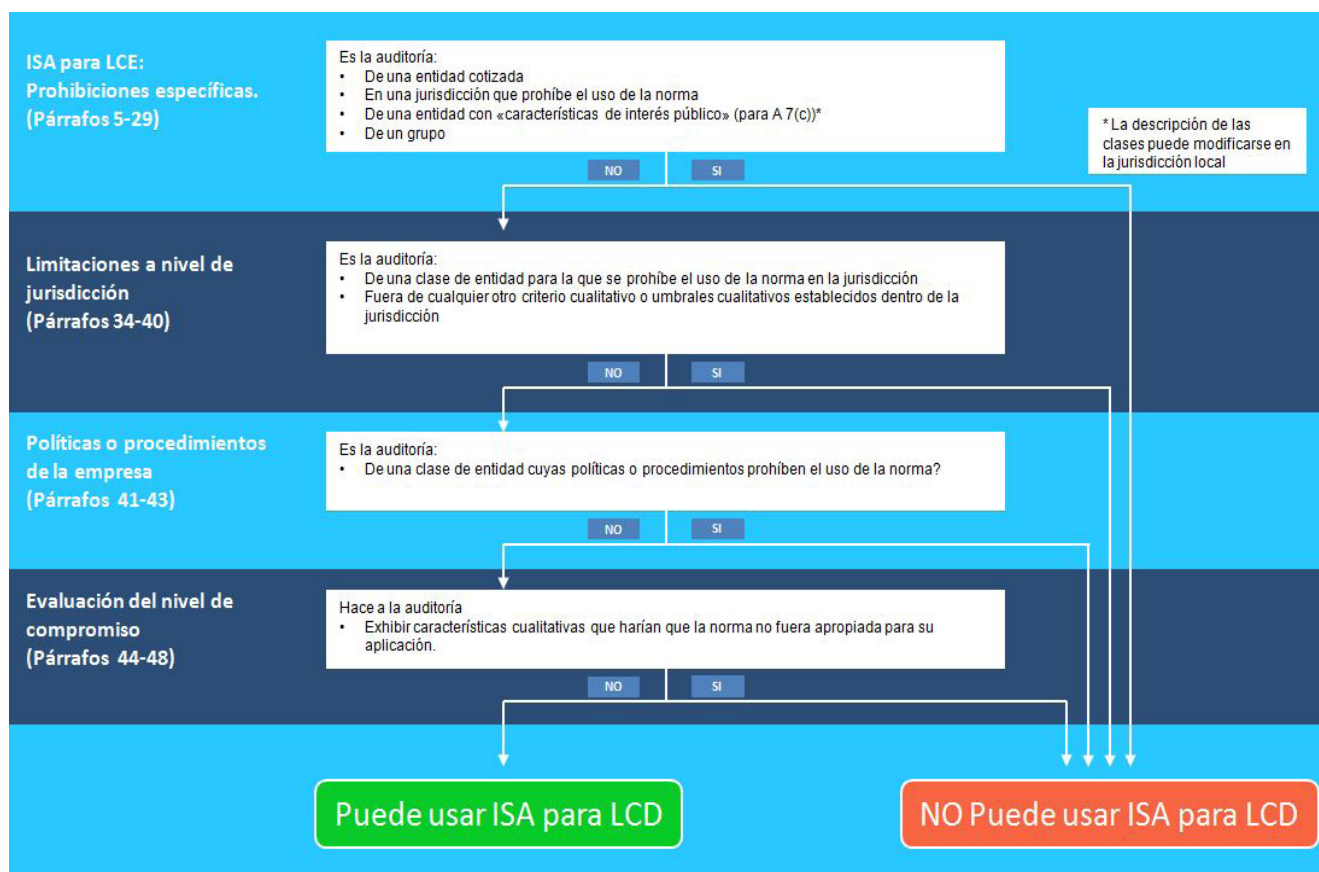 ISA para LCE:
Prohibiciones específicas.
(Párrafos 5-29)
Es la auditoría:
• De una entidad cotizada
• En una jurisdicción que prohíbe el uso de la norma
• De una entidad con «características de interés público» (para A 7(c))*
• De un grupo
* La descripción de las
clases puede modificarse en
la jurisdicción local
NO
SI
Limitaciones a nivel de
jurisdicción
(Párrafos 34-40)
Es la auditoría:
• De una clase de entidad para la que se prohíbe el uso de la norma en la jurisdicción
• Fuera de cualquier otro criterio cualitativo o umbrales cualitativos establecidos dentro de la
jurisdicción
NO
SI
Políticas o procedimientos
de la empresa
(Párrafos 41-43)
Es la auditoría:
• De una clase de entidad cuyas políticas o procedimientos prohíben el uso de la norma?
NO
SI
Evaluación del nivel de
compromiso
(Párrafos 44-48)
Hace a la auditoría
• Exhibir características cualitativas que harían que la norma no fuera apropiada para su
aplicación.
NO
SI
Puede usar ISA para LCD
NO Puede usar ISA para LCD